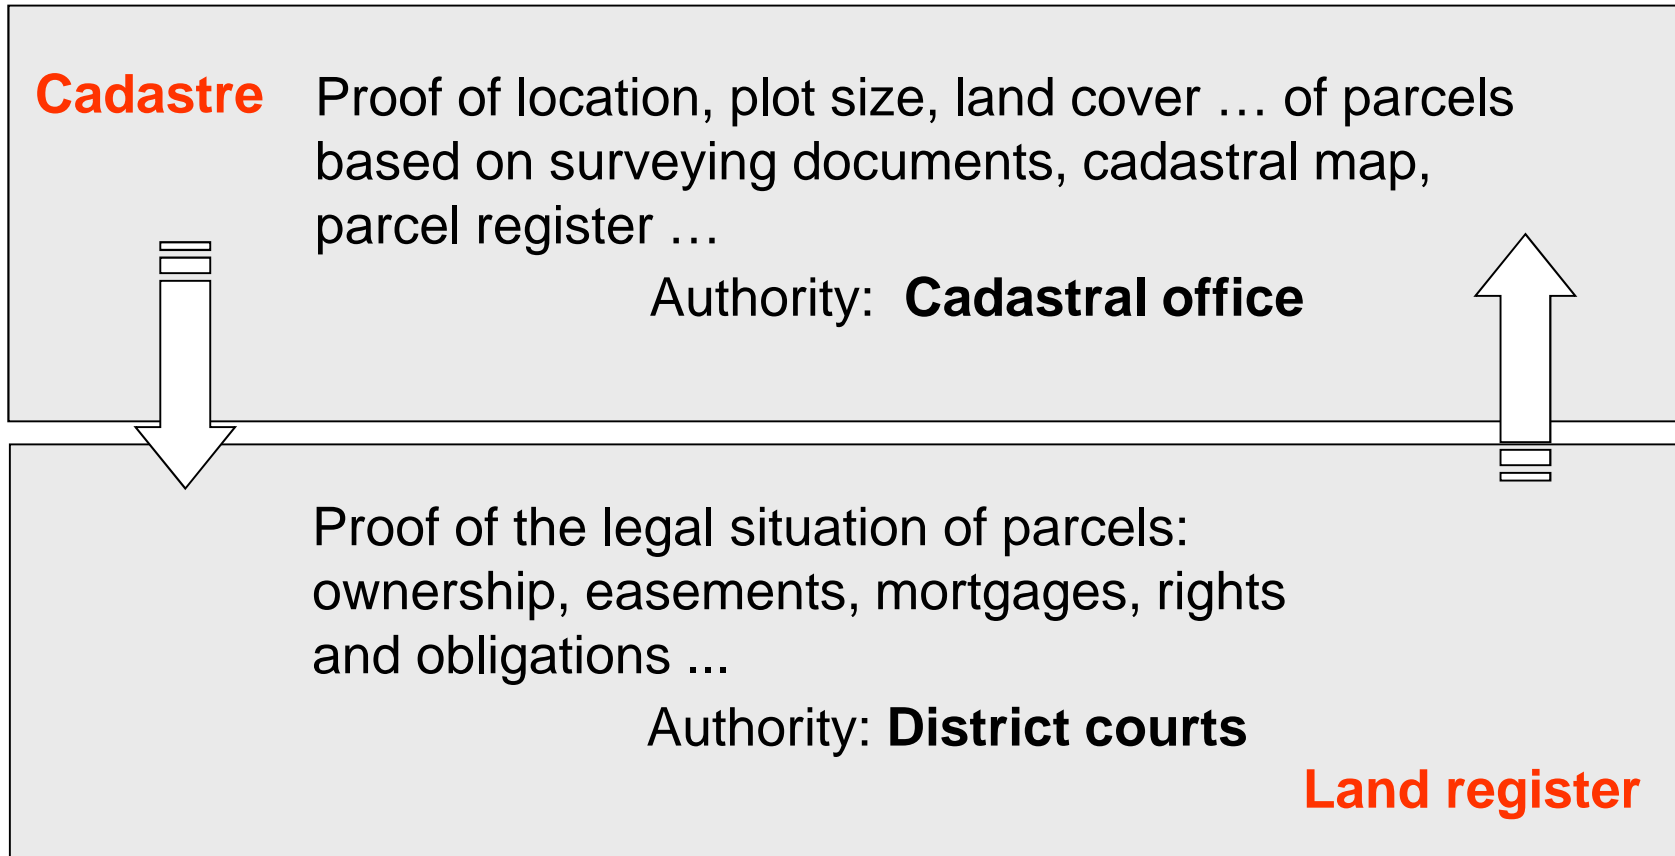 Cadastre Proof of location, plot size, land cover … of parcels
based on surveying documents, cadastral map,
parcel register …
Authority: Cadastral office
Proof of the legal situation of parcels:
ownership, easements, mortgages, rights
and obligations ...
Authority: District courts
Land register